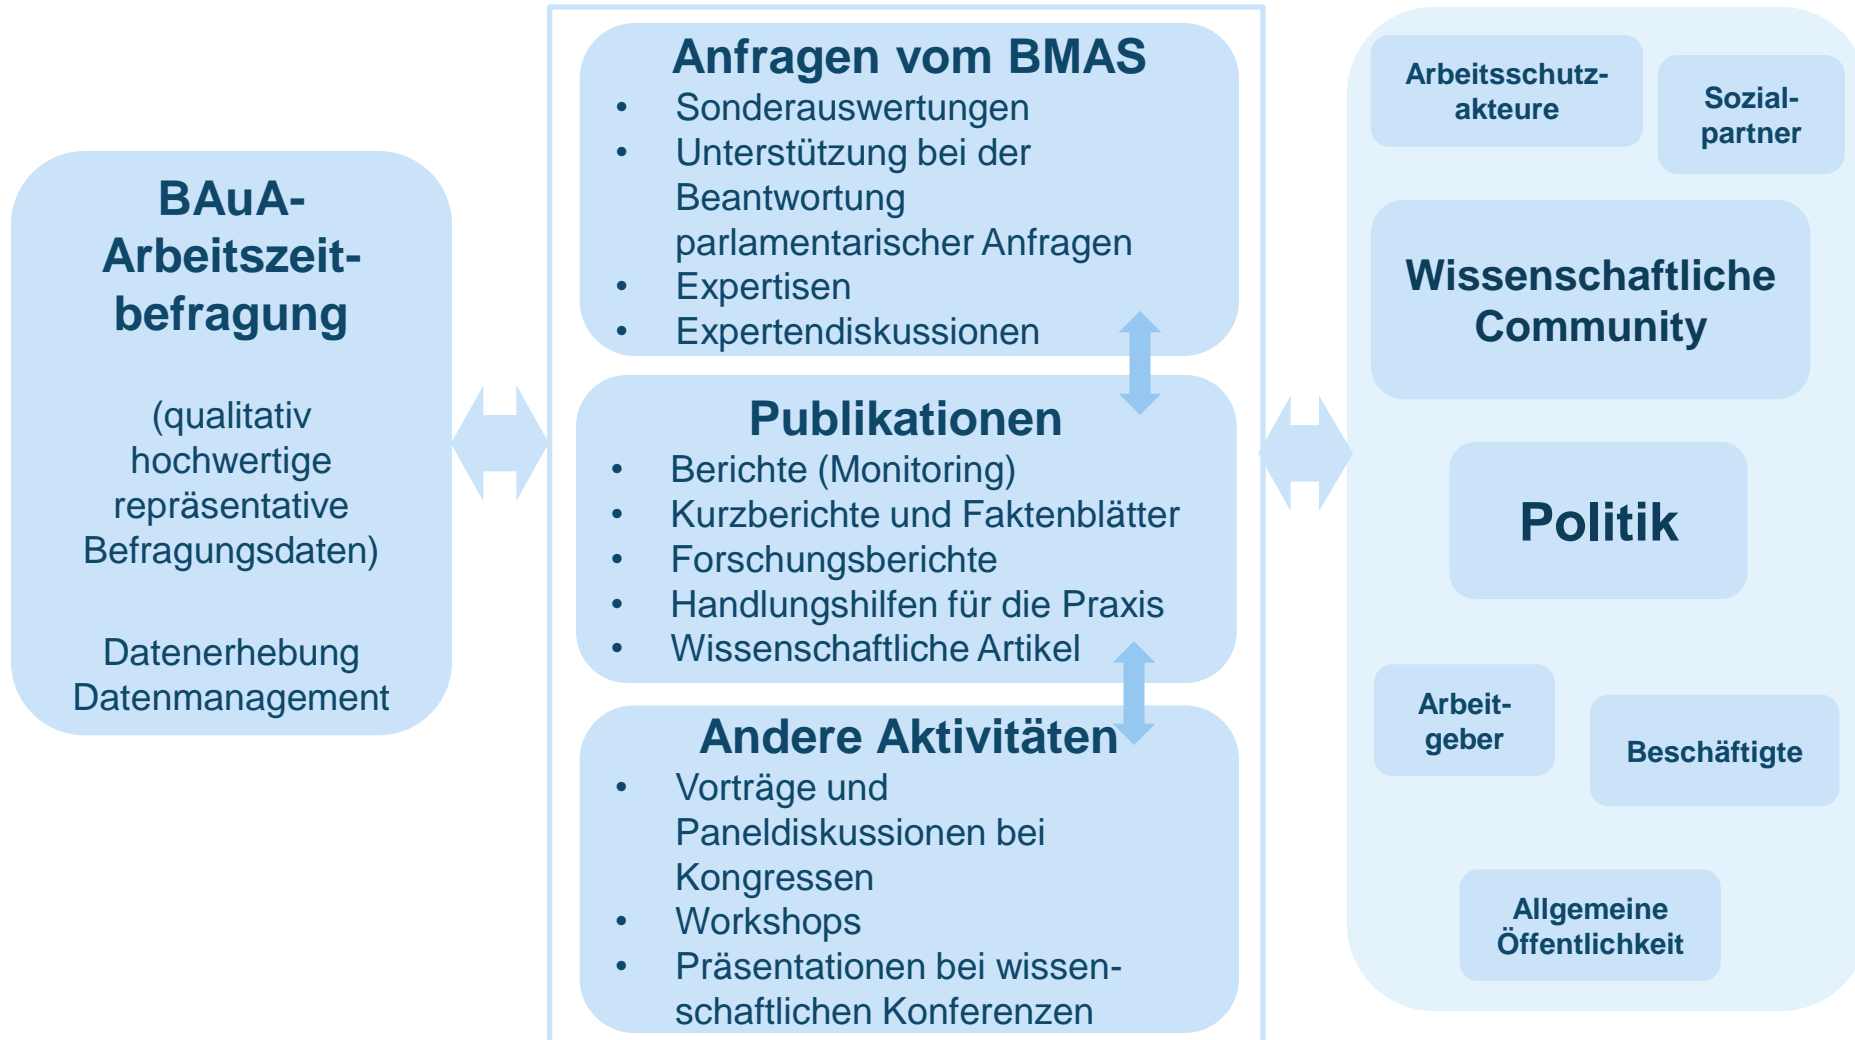 BAuA-
Arbeitszeit-
befragung
(qualitativ
hochwertige
repräsentative
Befragungsdaten)
Datenerhebung
Datenmanagement
Anfragen vom BMAS
• Sonderauswertungen
• Unterstützung bei der
Beantwortung
parlamentarischer Anfragen
• Expertisen
• Expertendiskussionen
Publikationen
• Berichte (Monitoring)
• Kurzberichte und Faktenblätter
• Forschungsberichte
• Handlungshilfen für die Praxis
• Wissenschaftliche Artikel
Andere Aktivitäten
• Vorträge und
Paneldiskussionen bei
Kongressen
• Workshops
• Präsentationen bei wissen-
schaftlichen Konferenzen
Arbeitsschutz-
akteure
Sozial-
partner
Wissenschaftliche
Community
Politik
Arbeit-
geber
Beschäftigte
Allgemeine
Öffentlichkeit